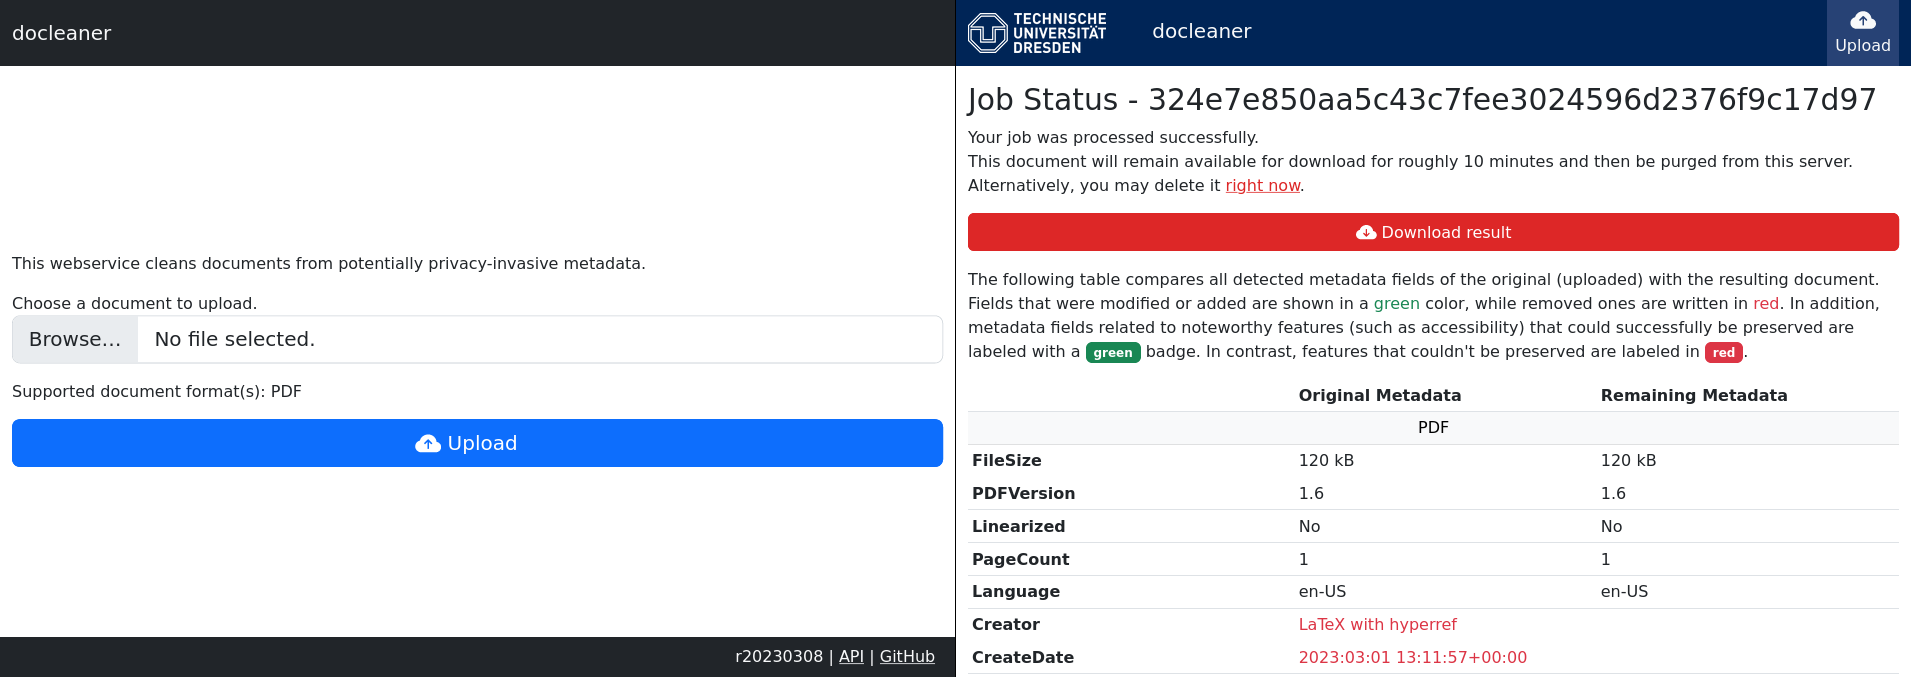 docleaner
This webservice cleans documents from potentially privacy-invasive metadata.
Choose a document to upload.
Browse... No file selected.
Supported document format(s): PDF
Upload
r20230308 | API | GitHub
TECHNISCHE
UNIVERSITÄT
DRESDEN
docleaner
Upload
Job Status - 324e7e850aa5c43c7fee3024596d2376f9c17d97
Your job was processed successfully.
This document will remain available for download for roughly 10 minutes and then be purged from this server.
Alternatively, you may delete it right now.
Download result
The following table compares all detected metadata fields of the original (uploaded) with the resulting document.
Fields that were modified or added are shown in a green color, while removed ones are written in red. In addition,
metadata fields related to noteworthy features (such as accessibility) that could successfully be preserved are
labeled with a green badge. In contrast, features that couldn't be preserved are labeled in red.
Original Metadata Remaining Metadata
PDF
FileSize 120 kB 120 kB
PDFVersion 1.6 1.6
Linearized No No
PageCount 1 1
Language en-US en-US
Creator LaTeX with hyperref
CreateDate 2023:03:01 13:11:57+00:00